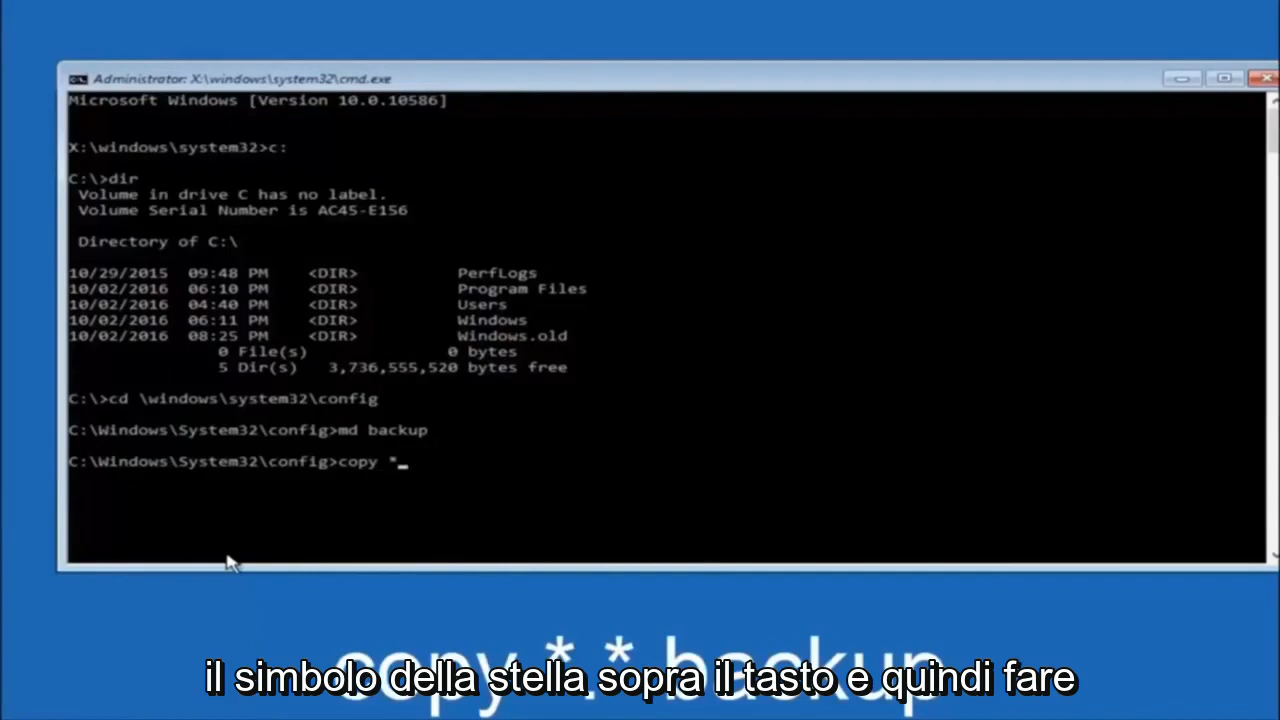 Administrator: X:\windows\system32\cmd.exe
Microsoft Windows [Version 10.0.10586]
X:\windows\system32>c:
C:\>dir
Volume in drive C has no label.
Volume Serial Number is AC45-E156
Directory of C:\
10/29/2015 09:48 PM <DIR> PerfLogs
10/02/2016 06:10 PM <DIR> Program Files
10/02/2016 04:40 PM <DIR> Users
10/02/2016 06:11 PM <DIR> Windows
10/02/2016 08:25 PM <DIR> Windows.old
0 File(s) 0 bytes
5 Dir(s) 3,736,555,520 bytes free
C:\>cd \windows\system32\config
C:\Windows\System32\config>md backup
C:\Windows\System32\config>copy *_
copy *.* backup
il simbolo della stella sopra il tasto e quindi fare